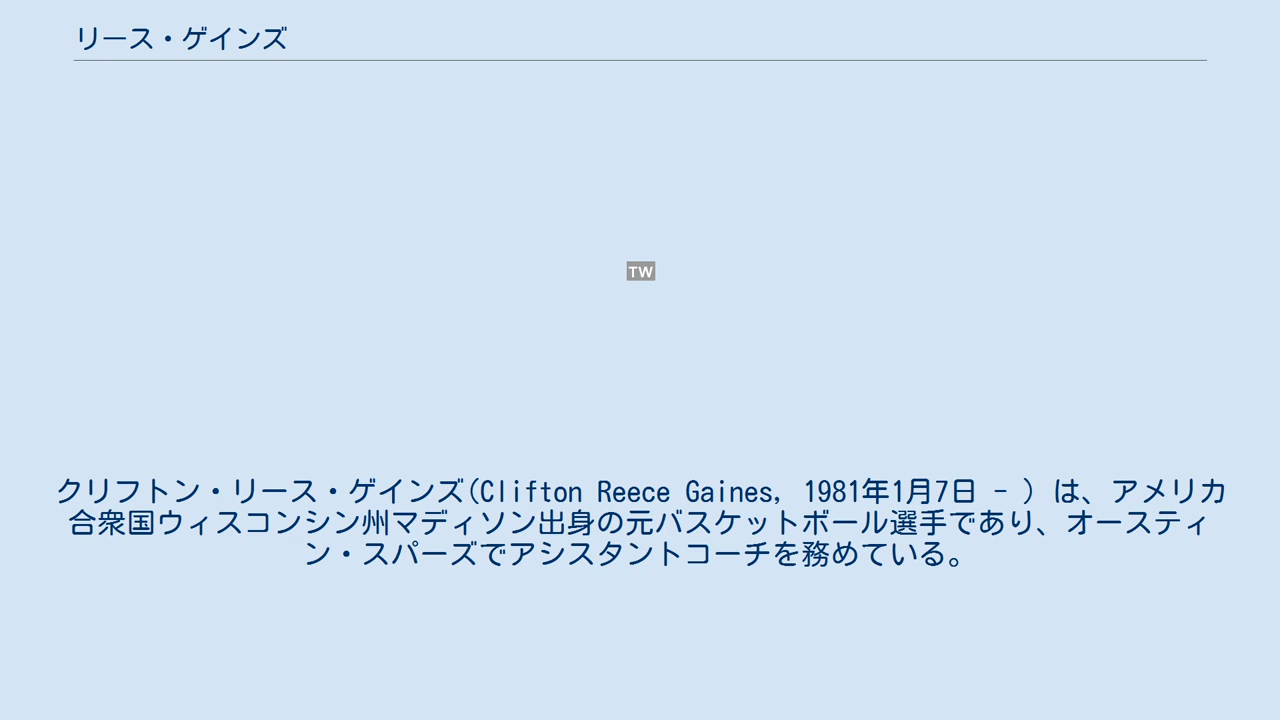 リース・ゲインズ
TW
クリフトン・リース・ゲインズ(Clifton Reece Gaines, 1981年1月7日 - ) は、アメリカ
合衆国ウィスコンシン州マディソン出身の元バスケットボール選手であり、オースティ
ン・スパーズでアシスタントコーチを務めている。